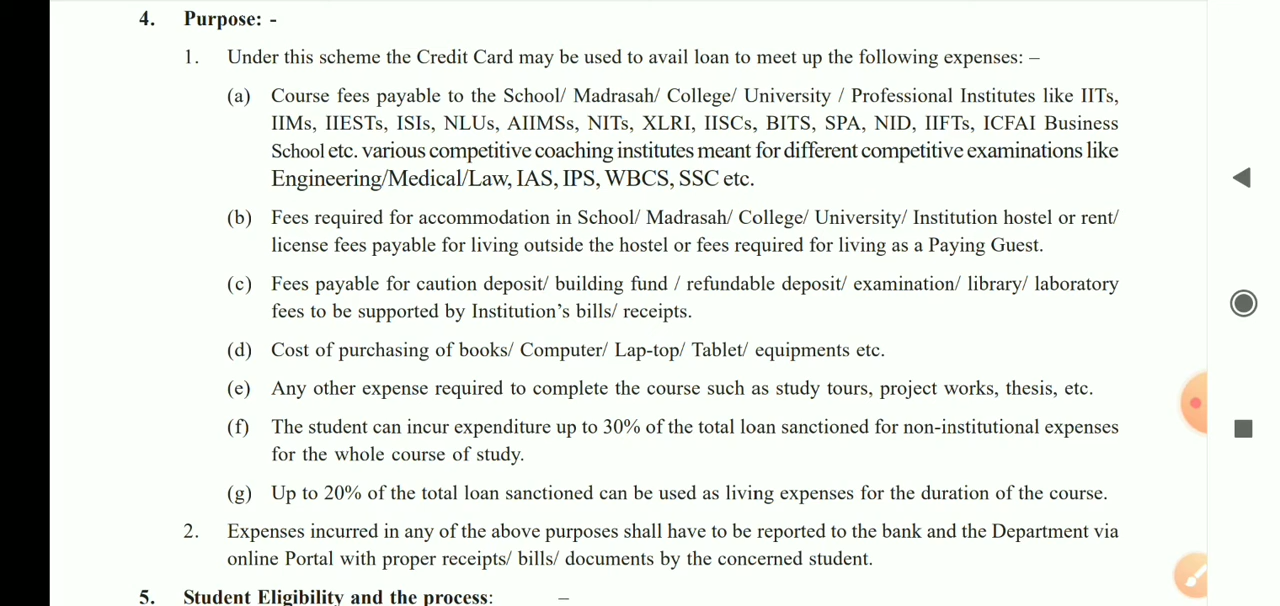 4. Purpose: -
1. Under this scheme the Credit Card may be used to avail loan to meet up the following expenses: –
(a) Course fees payable to the School/ Madrasah/ College/ University / Professional Institutes like IITs,
IIMs, IIESTs, ISIs, NLUs, AIIMSs, NITs, XLRI, IISCs, BITS, SPA, NID, IIFTs, ICFAI Business
School etc. various competitive coaching institutes meant for different competitive examinations like
Engineering/Medical/Law, IAS, IPS, WBCS, SSC etc.
(b) Fees required for accommodation in School/ Madrasah/ College/ University/ Institution hostel or rent/
license fees payable for living outside the hostel or fees required for living as a Paying Guest.
(c) Fees payable for caution deposit/ building fund / refundable deposit/ examination/ library/ laboratory
fees to be supported by Institution’s bills/ receipts.
(d) Cost of purchasing of books/ Computer/ Lap-top/ Tablet/ equipments etc.
(e) Any other expense required to complete the course such as study tours, project works, thesis, etc.
(f) The student can incur expenditure up to 30% of the total loan sanctioned for non-institutional expenses
for the whole course of study.
(g) Up to 20% of the total loan sanctioned can be used as living expenses for the duration of the course.
2. Expenses incurred in any of the above purposes shall have to be reported to the bank and the Department via
online Portal with proper receipts/ bills/ documents by the concerned student.
5. Student Eligibility and the process: –